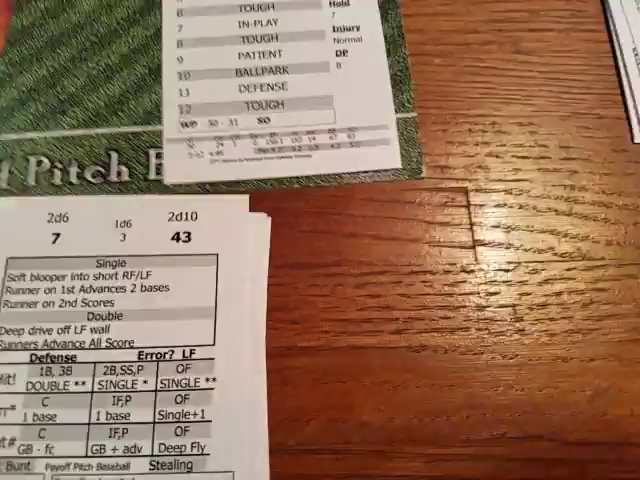 6 TOUGH
7 IN-PLAY
8 TOUGH
9 PATIENT
10 BALLPARK
11 DEFENSE
12 TOUGH
WP 30 - 31 SO
Hold
7
Injury
Normal
DP
B
Pitch
2d6 1d6 2d10
7 3 43
Single
Soft blooper into short RF/LF
Runner on 1st Advances 2 bases
Runner on 2nd Scores
Double
Deep drive off LF wall
Runners Advance All Score
Defense Error? LF
1B, 3B 2B,SS,P OF
DOUBLE ** SINGLE * SINGLE **
C IF,P OF
1 base 1 base Single+1
C IF,P OF
GB - fc GB + adv Deep Fly
Bunt Payoff Pitch Baseball Stealing